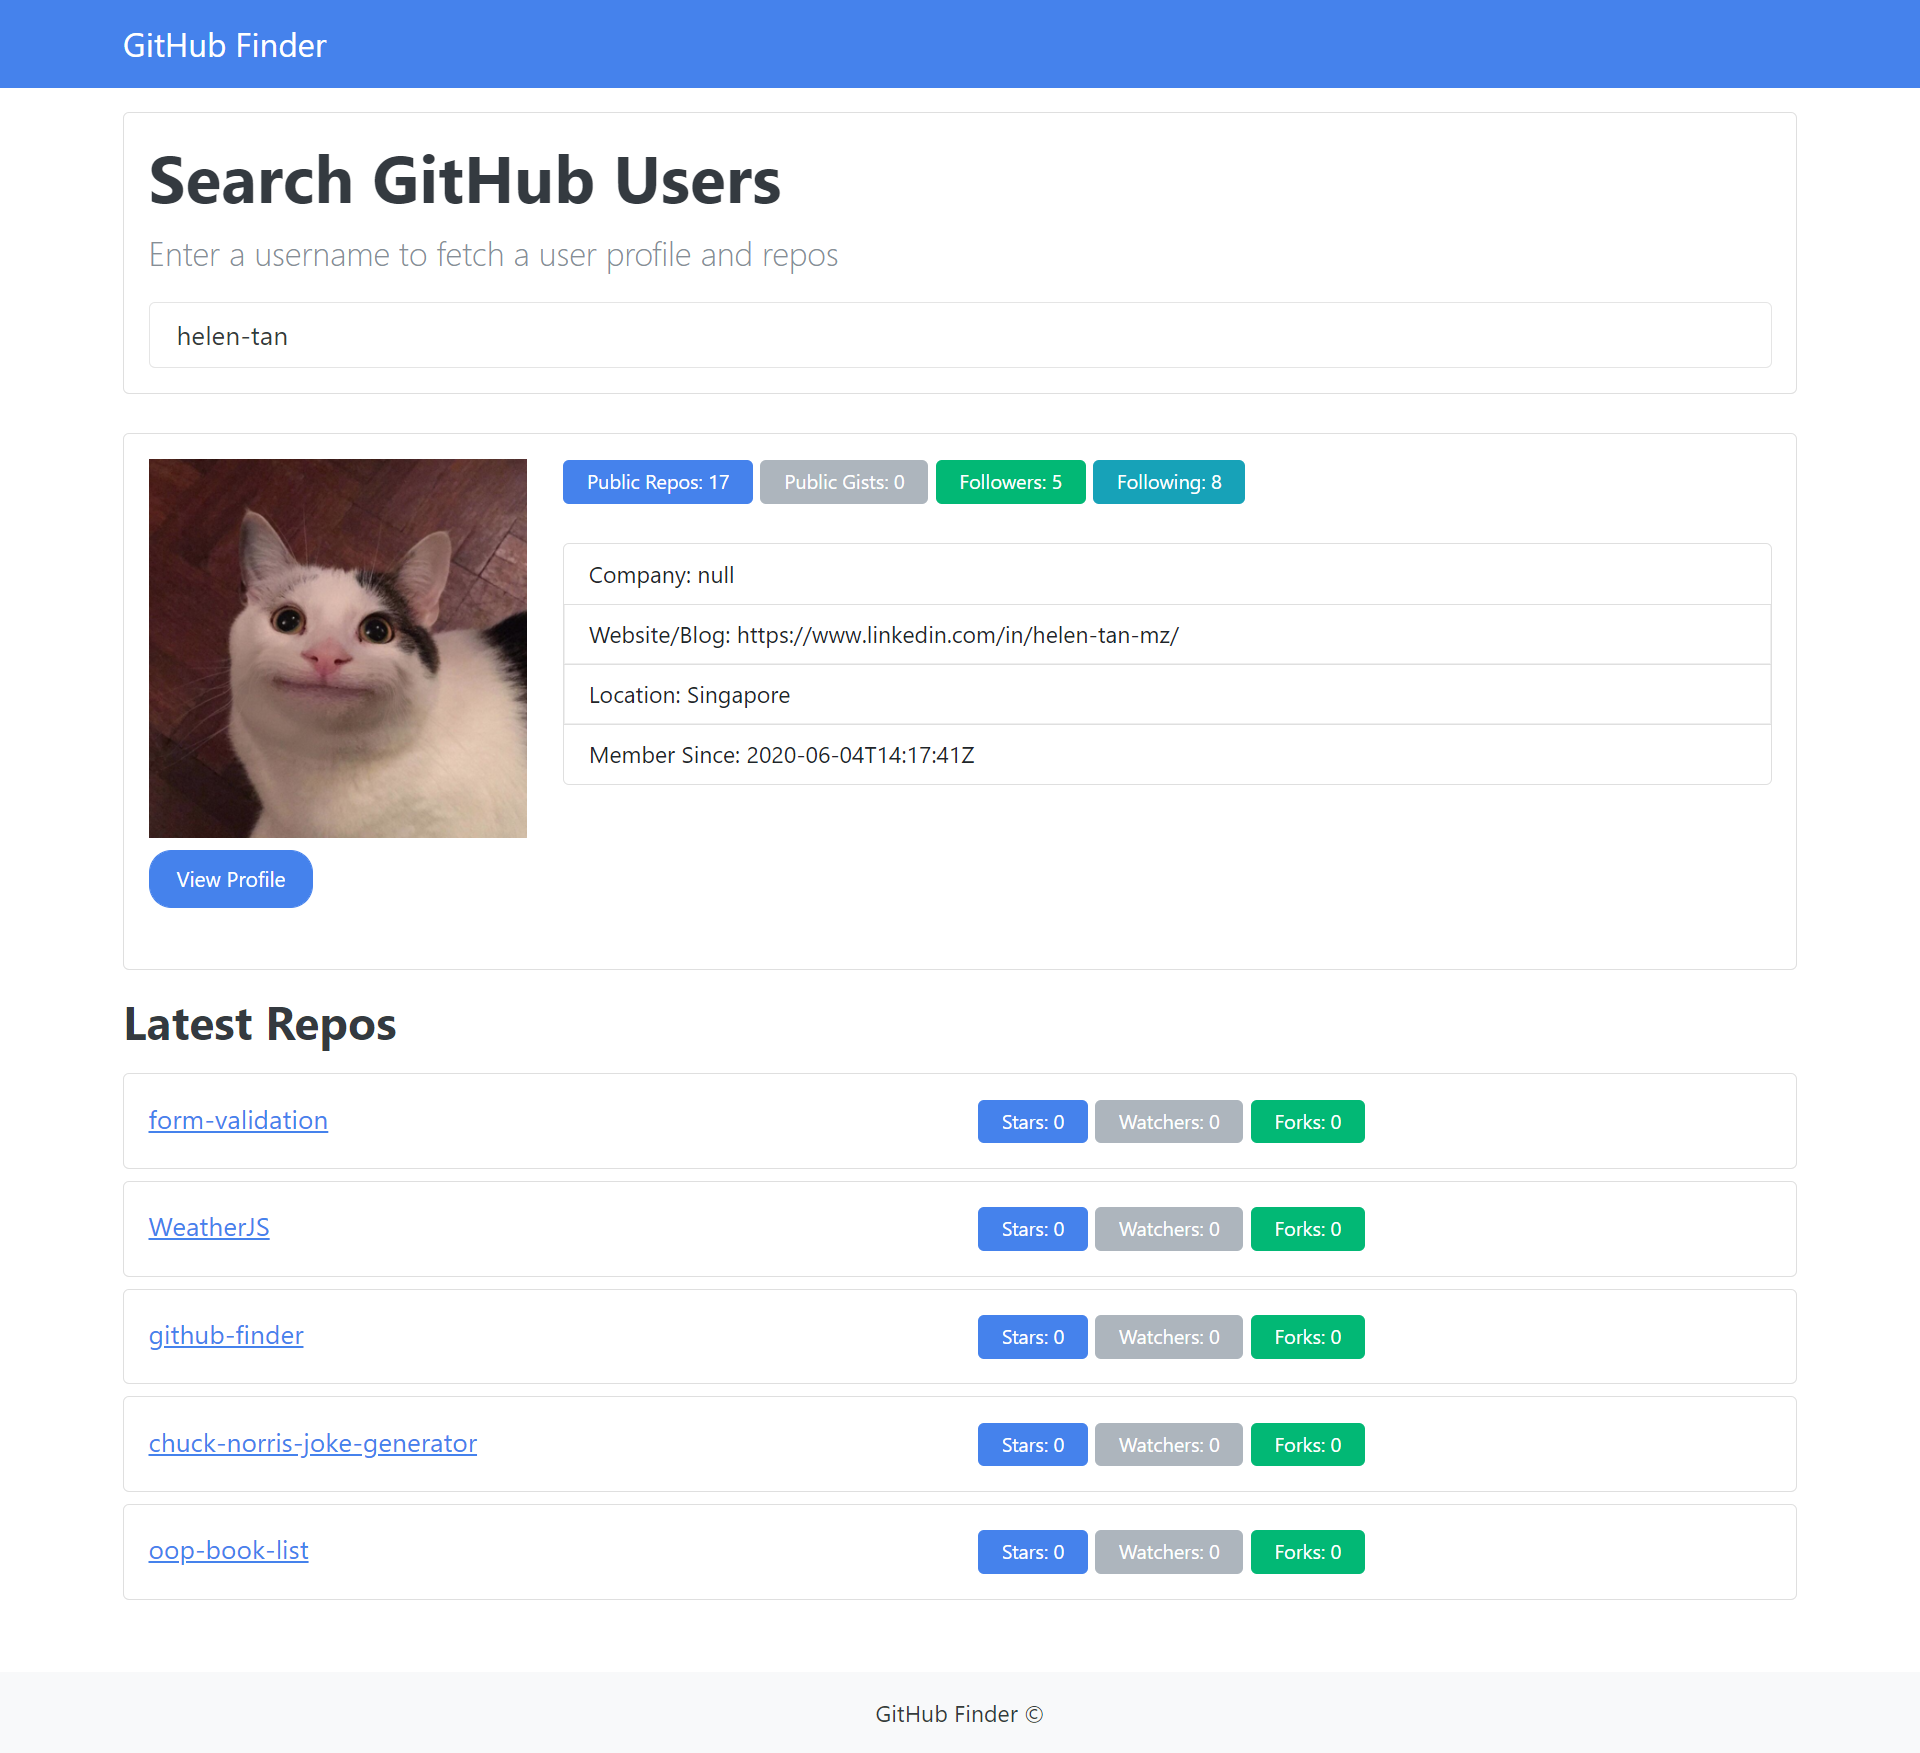 GitHub Finder
Search GitHub Users
Enter a username to fetch a user profile and repos
helen-tan
Public Repos: 17 Public Gists: 0 Followers: 5 Following: 8
Company: null
Website/Blog: https://www.linkedin.com/in/helen-tan-mz/
Location: Singapore
Member Since: 2020-06-04T14:17:41Z
View Profile
Latest Repos
form-validation Stars: 0 Watchers: 0 Forks: 0
WeatherJS Stars: 0 Watchers: 0 Forks: 0
github-finder Stars: 0 Watchers: 0 Forks: 0
chuck-norris-joke-generator Stars: 0 Watchers: 0 Forks: 0
oop-book-list Stars: 0 Watchers: 0 Forks: 0
GitHub Finder ©